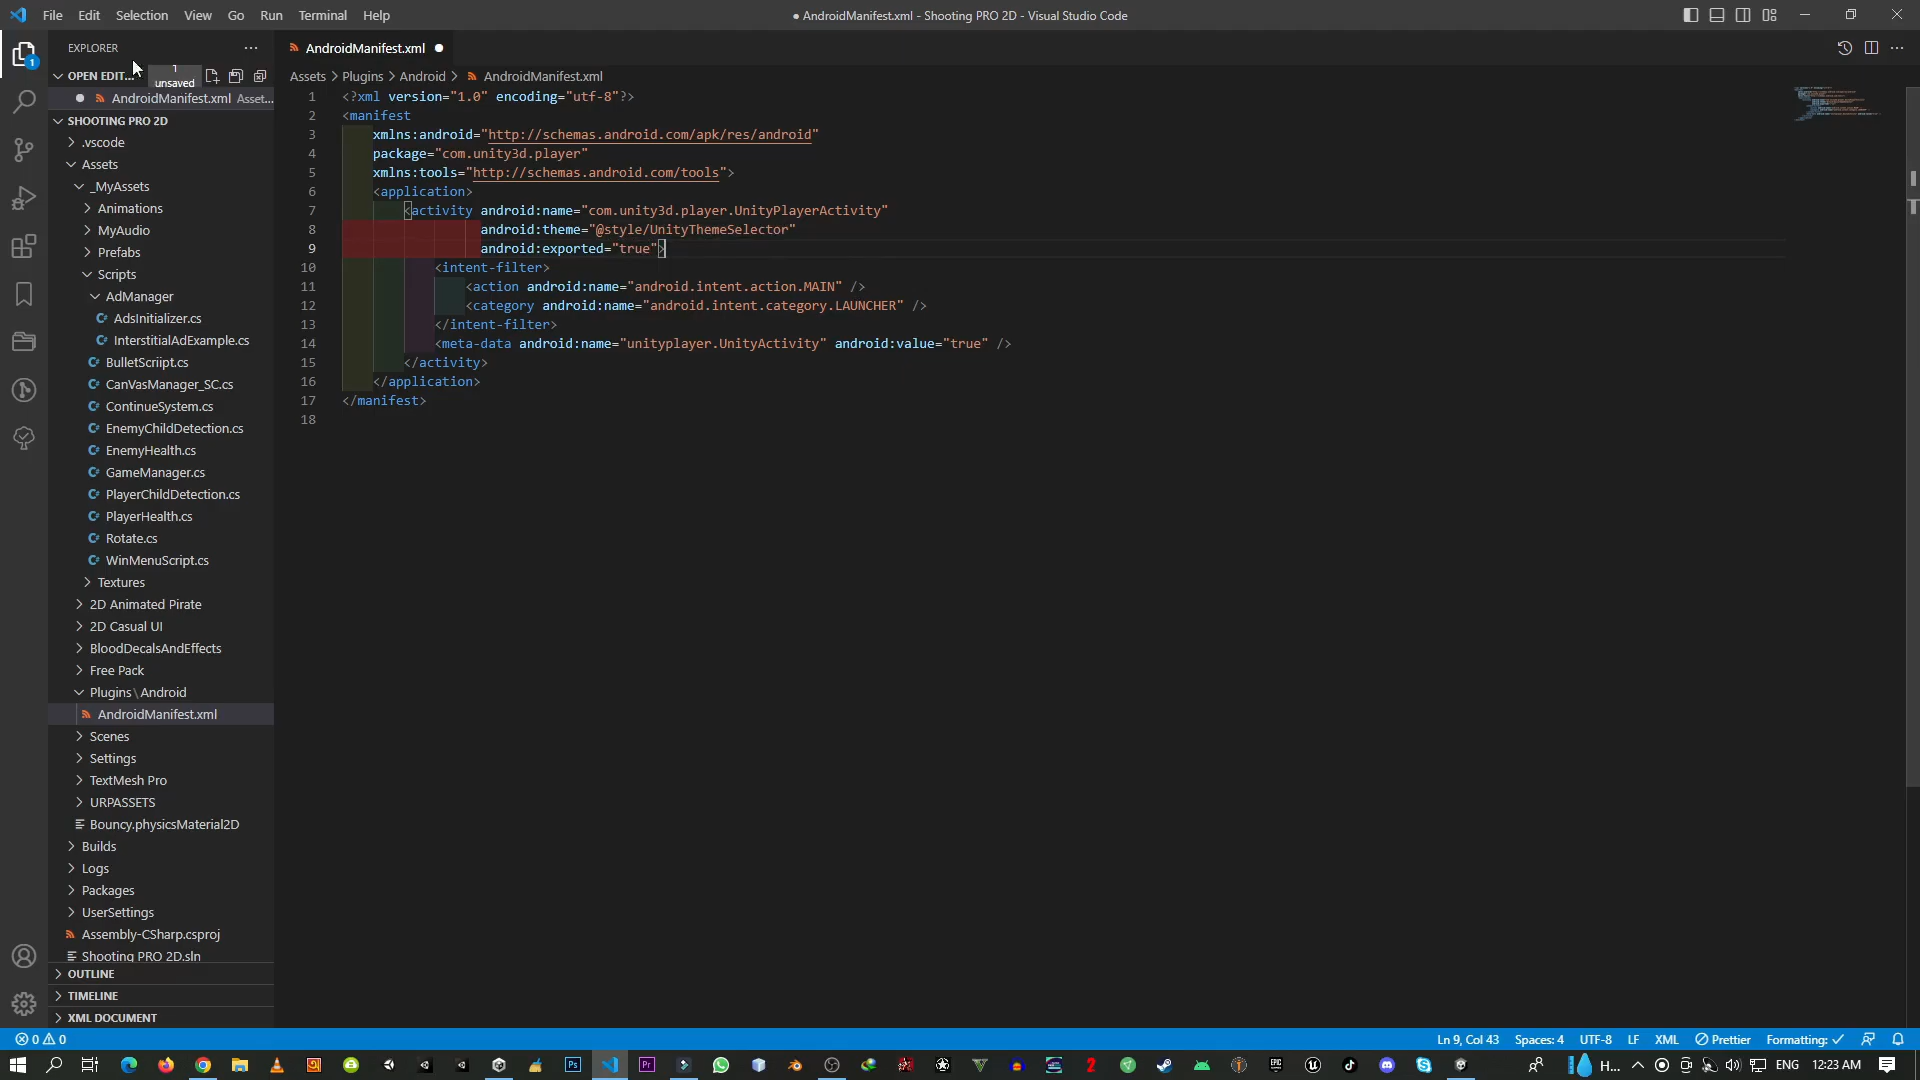 File Edit Selection View Go Run Terminal Help
● AndroidManifest.xml - Shooting PRO 2D - Visual Studio Code
EXPLORER
OPEN EDIT...
1 unsaved
AndroidManifest.xml Asset...
SHOOTING PRO 2D
.vscode
Assets
_MyAssets
Animations
MyAudio
Prefabs
Scripts
AdManager
AdsInitializer.cs
InterstitialAdExample.cs
BulletScriipt.cs
CanVasManager_SC.cs
ContinueSystem.cs
EnemyChildDetection.cs
EnemyHealth.cs
GameManager.cs
PlayerChildDetection.cs
PlayerHealth.cs
Rotate.cs
WinMenuScript.cs
Textures
2D Animated Pirate
2D Casual UI
BloodDecalsAndEffects
Free Pack
Plugins\Android
AndroidManifest.xml
Scenes
Settings
TextMesh Pro
URPASSETS
Bouncy.physicsMaterial2D
Builds
Logs
Packages
UserSettings
Assembly-CSharp.csproj
Shooting PRO 2D.sln
OUTLINE
TIMELINE
XML DOCUMENT
AndroidManifest.xml
Assets > Plugins > Android > AndroidManifest.xml
1 <?xml version="1.0" encoding="utf-8"?>
2 <manifest
3 xmlns:android="http://schemas.android.com/apk/res/android"
4 package="com.unity3d.player"
5 xmlns:tools="http://schemas.android.com/tools">
6 <application>
7 <activity android:name="com.unity3d.player.UnityPlayerActivity"
8 android:theme="@style/UnityThemeSelector"
9 android:exported="true">
10 <intent-filter>
11 <action android:name="android.intent.action.MAIN" />
12 <category android:name="android.intent.category.LAUNCHER" />
13 </intent-filter>
14 <meta-data android:name="unityplayer.UnityActivity" android:value="true" />
15 </activity>
16 </application>
17 </manifest>
18
0 0
Ln 9, Col 43 Spaces: 4 UTF-8 LF XML Prettier Formatting: ✓
H... ENG 12:23 AM